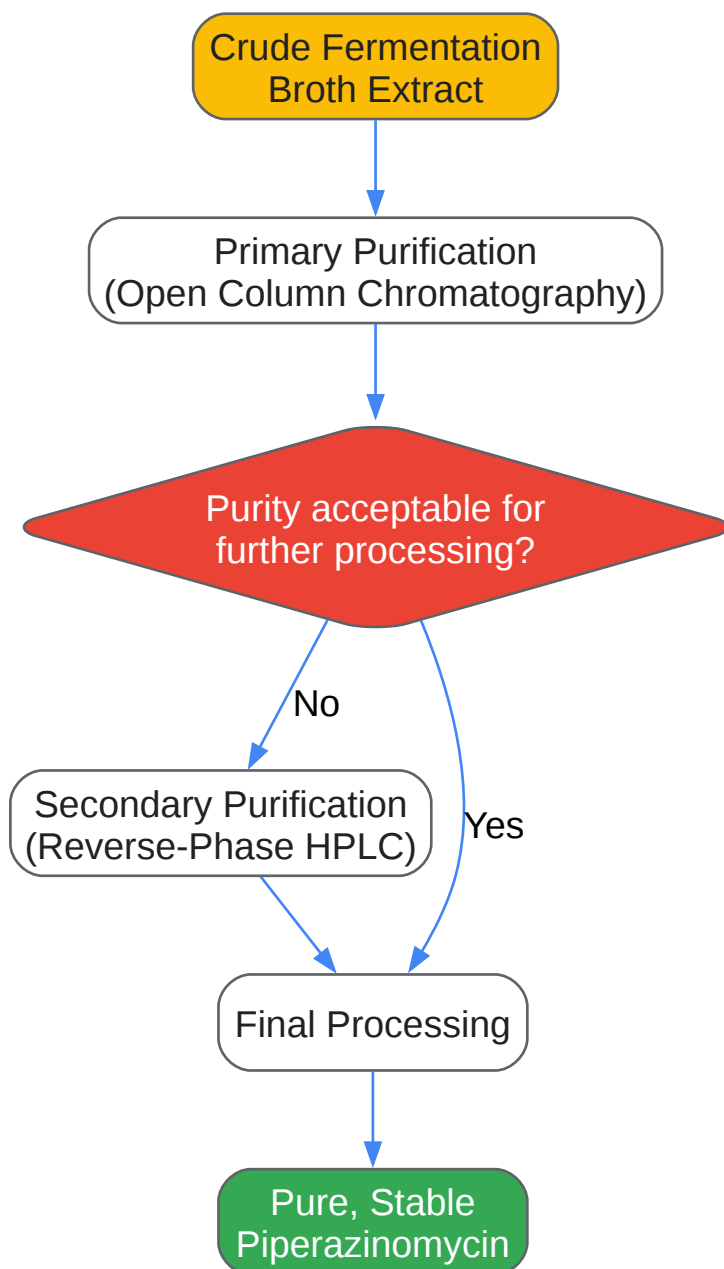 Crude Fermentation
Broth Extract
Primary Purification
(Open Column Chromatography)
Purity acceptable for
further processing?
No
Secondary Purification
(Reverse-Phase HPLC)
Yes
Final Processing
Pure, Stable
Piperazinomycin